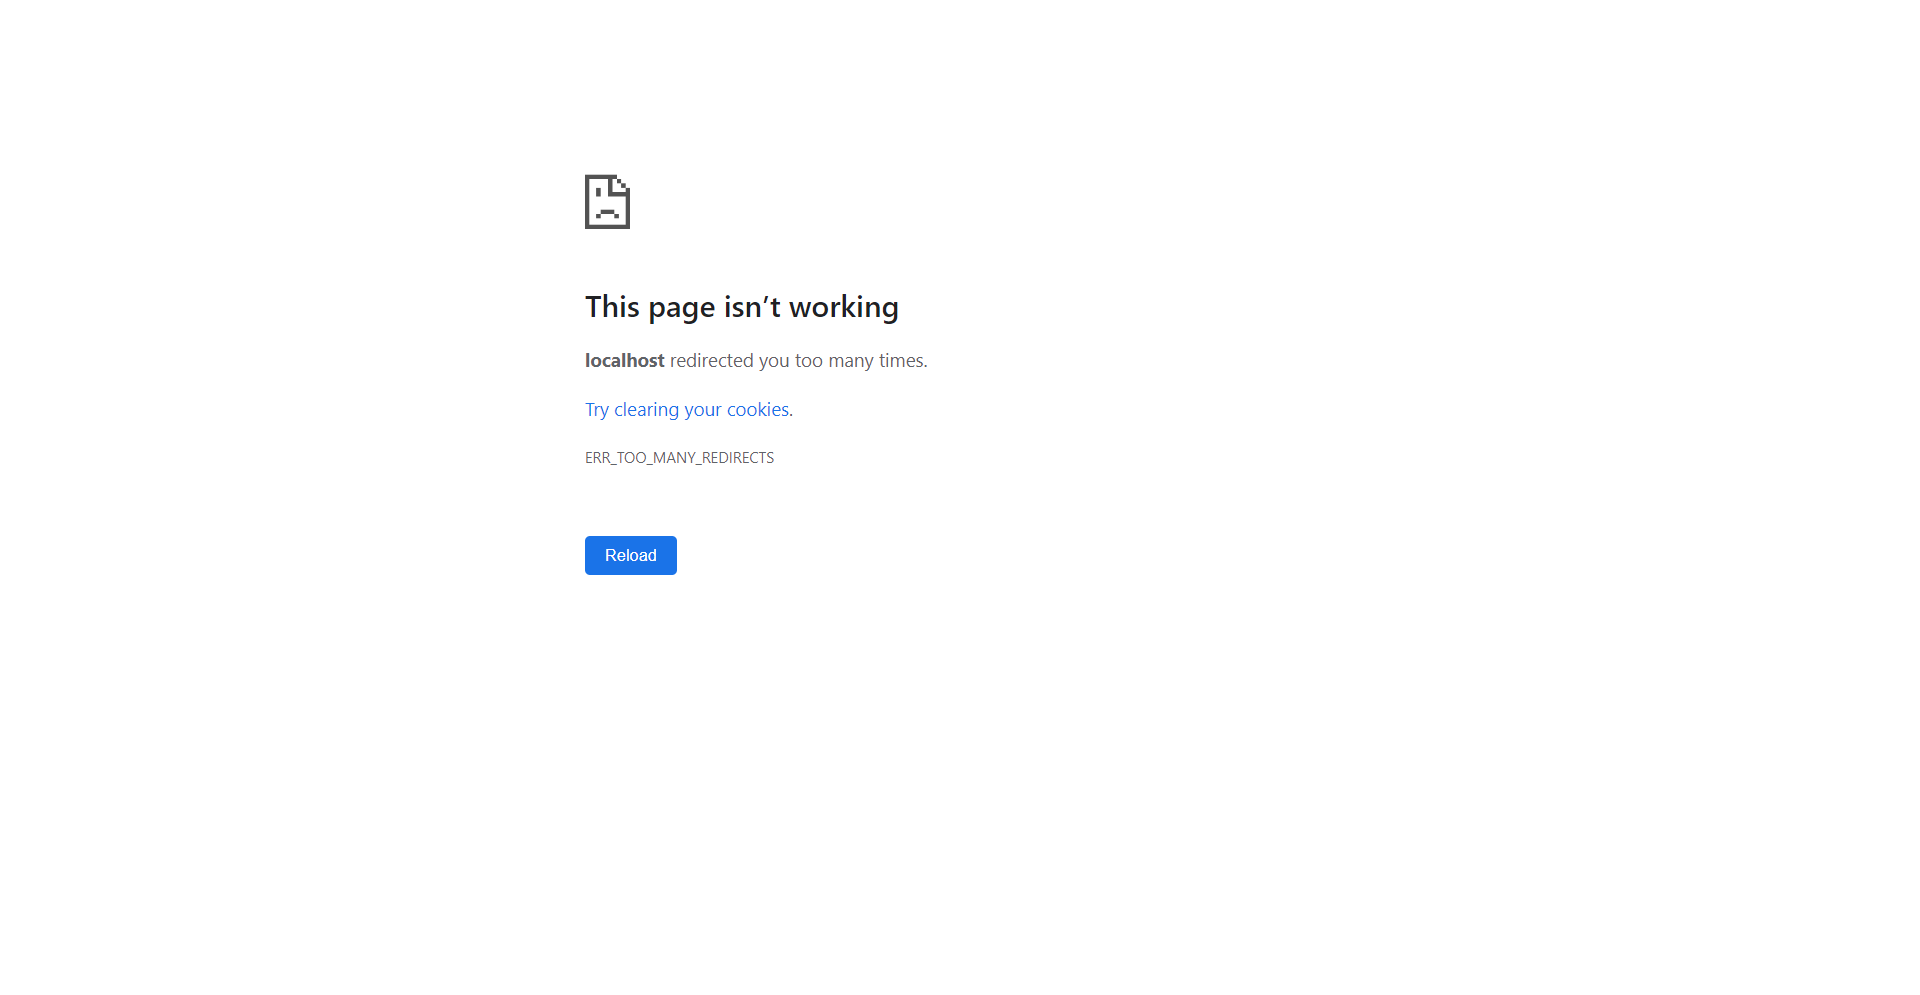 This page isn’t working
localhost redirected you too many times.
Try clearing your cookies.
ERR_TOO_MANY_REDIRECTS
Reload